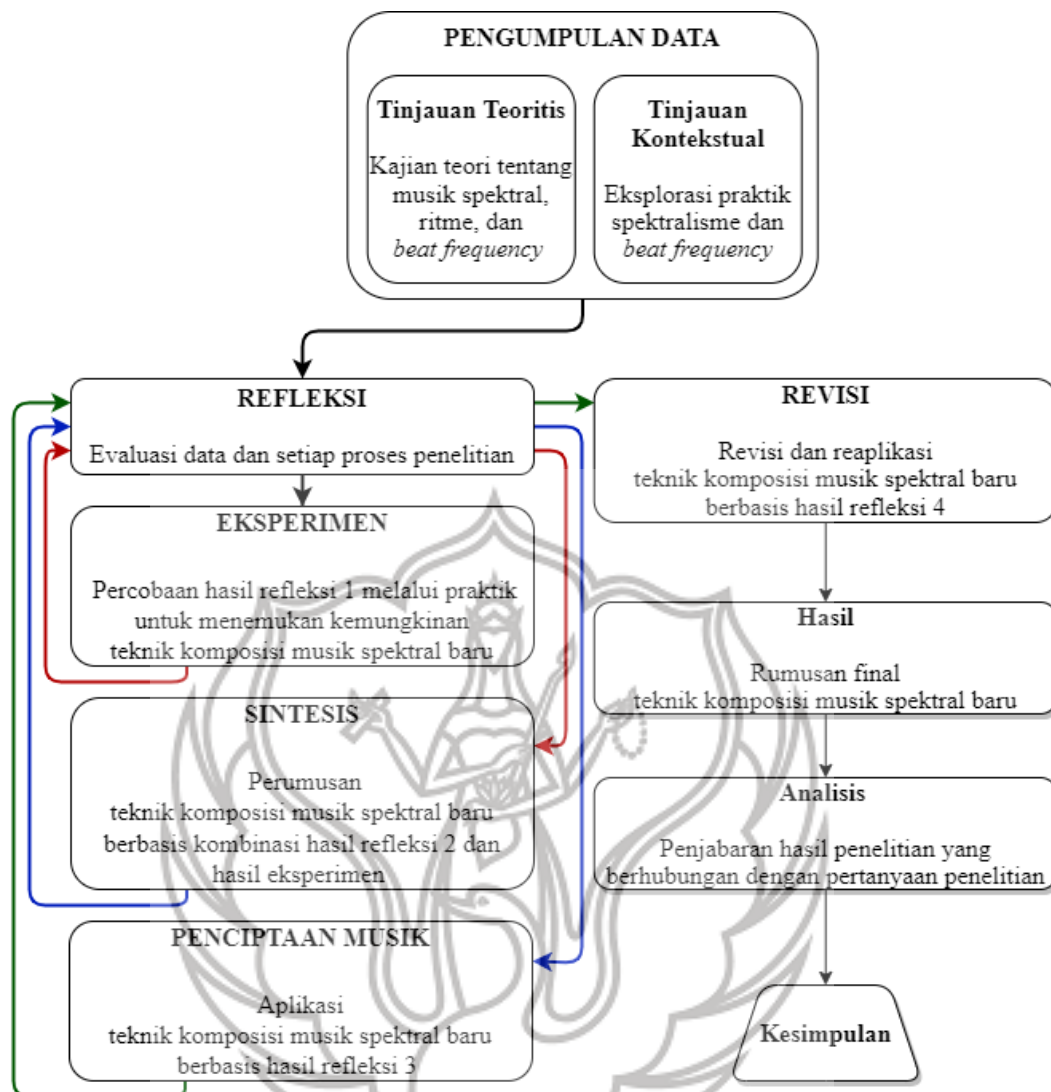 PENGUMPULAN DATA
Tinjauan Teoritis
Kajian teori tentang
musik spektral,
ritme, dan
beat frequency
Tinjauan
Kontekstual
Eksplorasi praktik
spektralisme dan
beat frequency
REFLEKSI
Evaluasi data dan setiap proses penelitian
EKSPERIMEN
Percobaan hasil refleksi 1 melalui praktik
untuk menemukan kemungkinan
teknik komposisi musik spektral baru
SINTESIS
Perumusan
teknik komposisi musik spektral baru
berbasis kombinasi hasil refleksi 2 dan
hasil eksperimen
PENCIPTAAN MUSIK
Aplikasi
teknik komposisi musik spektral baru
berbasis hasil refleksi 3
REVISI
Revisi dan reaplikasi
teknik komposisi musik spektral baru
berbasis hasil refleksi 4
Hasil
Rumusan final
teknik komposisi musik spektral baru
Analisis
Penjabaran hasil penelitian yang
berhubungan dengan pertanyaan penelitian
Kesimpulan